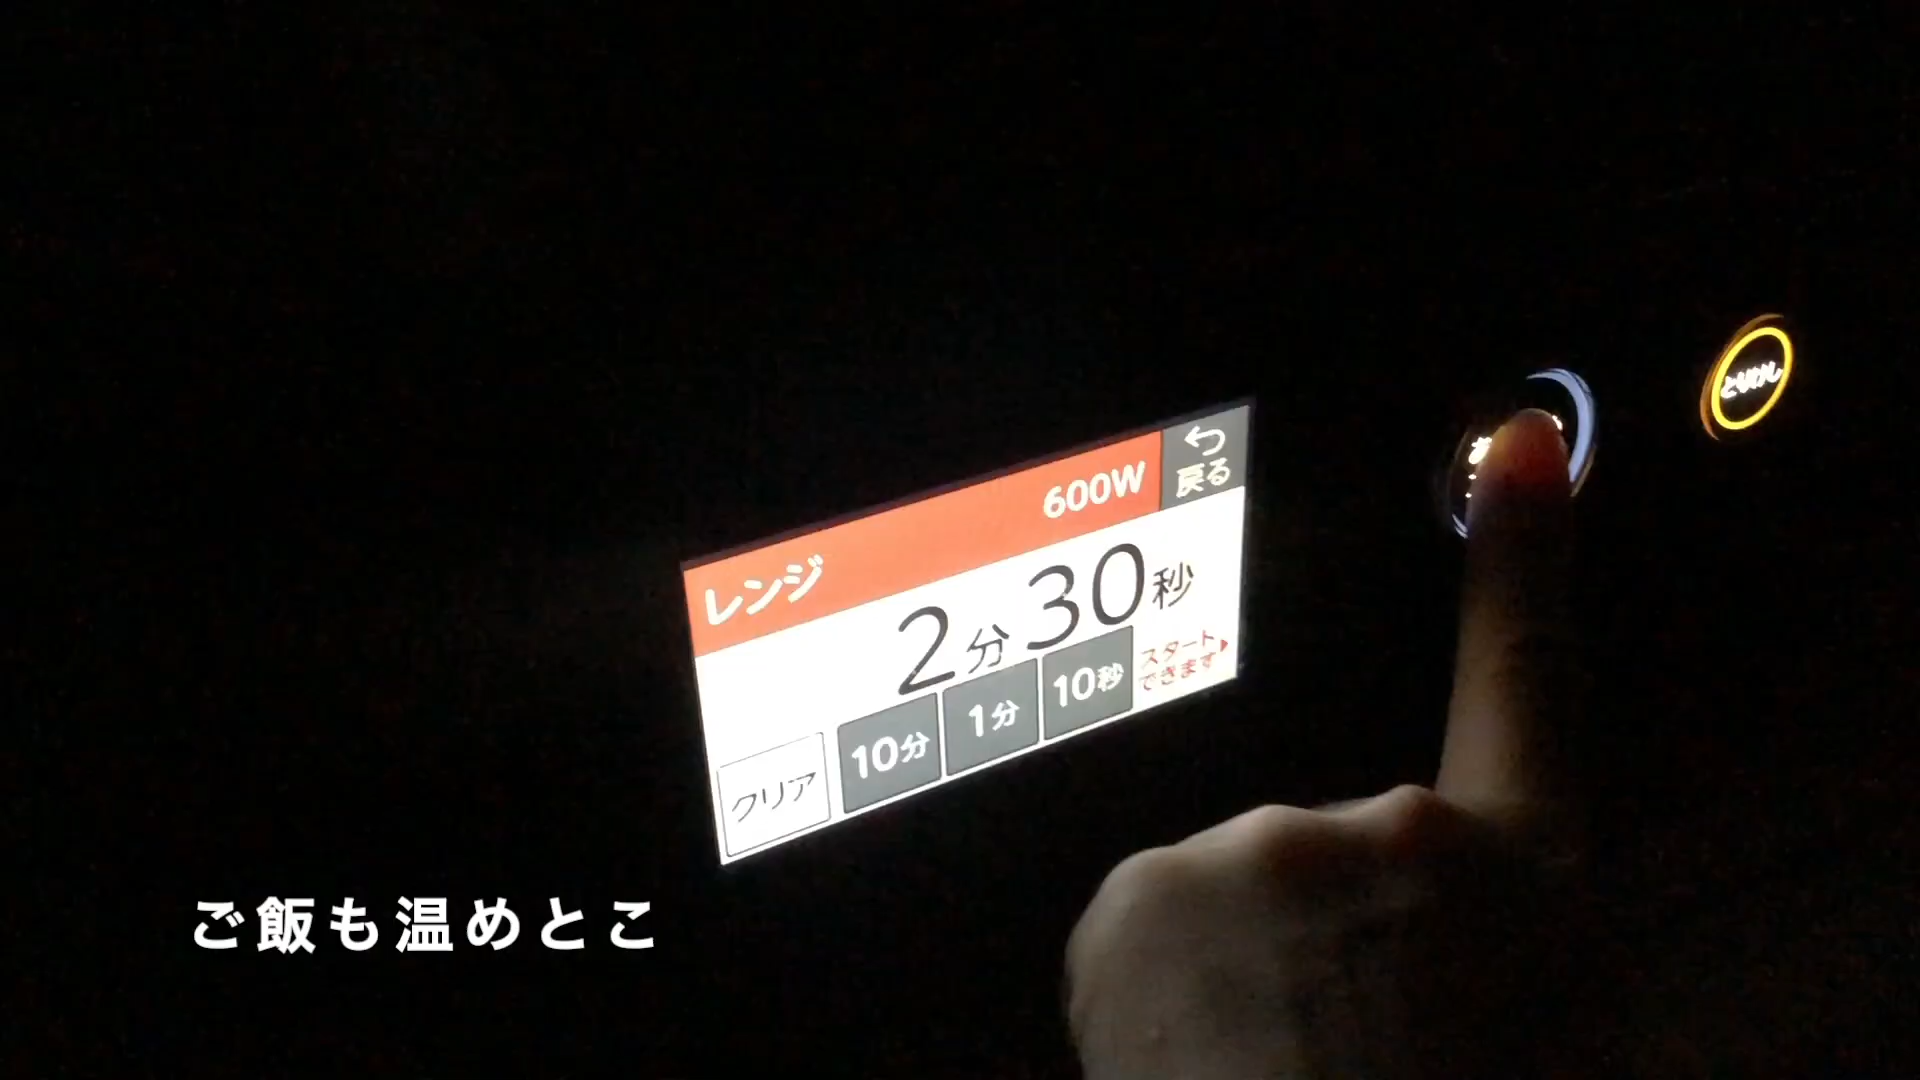 レンジ 600W
戻る
2分30秒
スタート
できます
クリア 10分 1分 10秒
とりけし
ご飯も温めとこ